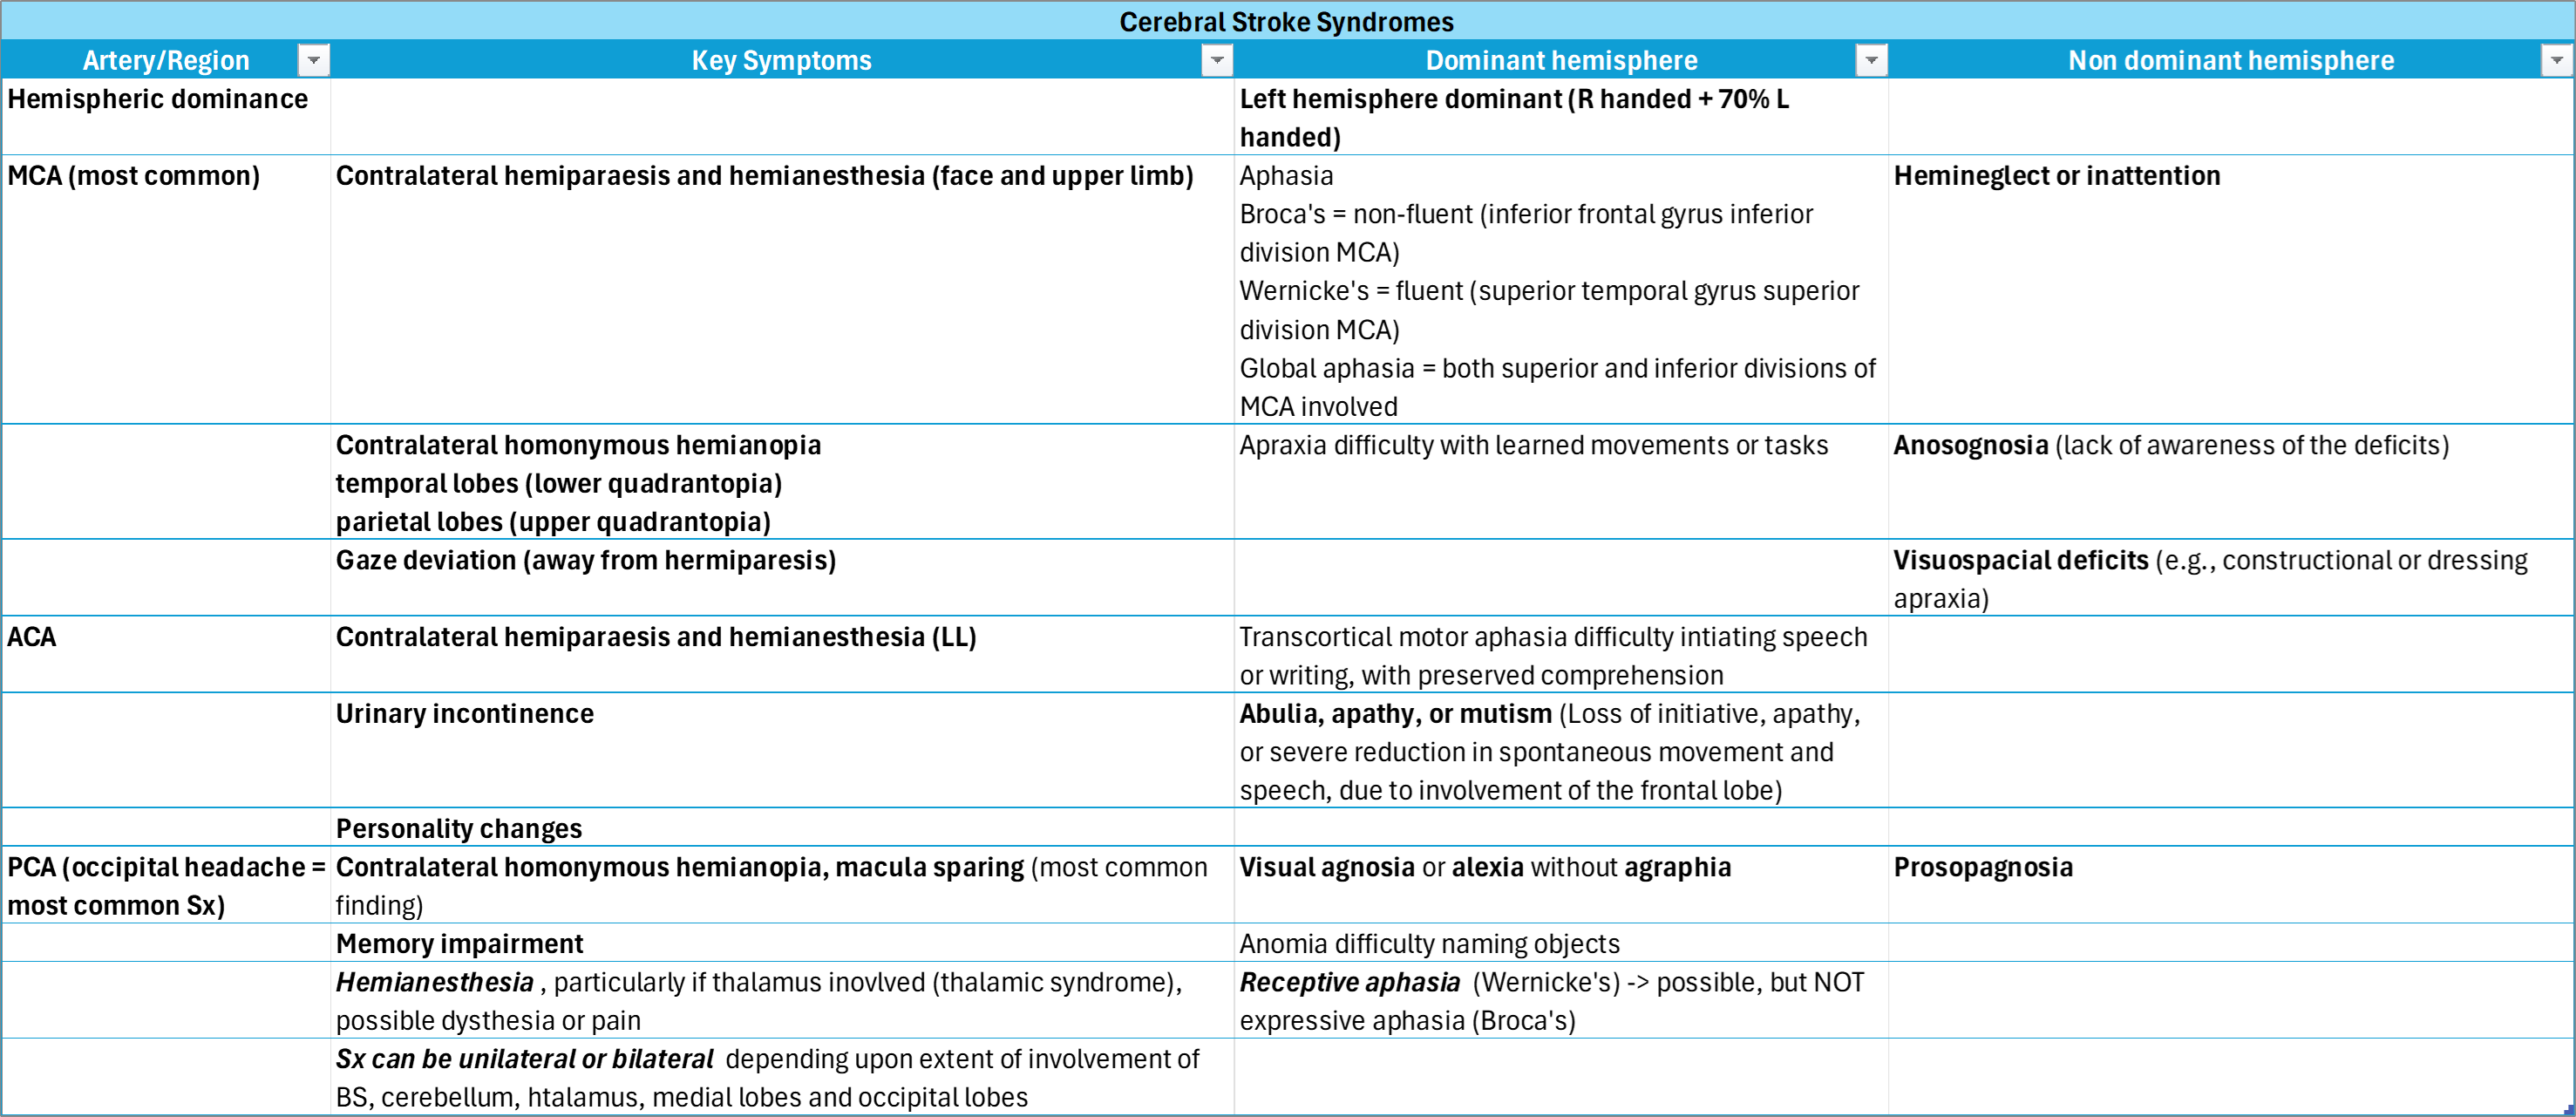 Cerebral Stroke Syndromes
Artery/Region Key Symptoms Dominant hemisphere Non dominant hemisphere
Hemispheric dominance
Left hemisphere dominant (R handed + 70% L
handed)
MCA (most common)
Contralateral hemiparaesis and hemianesthesia (face and upper limb)
Aphasia
Broca's = non-fluent (inferior frontal gyrus inferior
division MCA)
Wernicke's = fluent (superior temporal gyrus superior
division MCA)
Global aphasia = both superior and inferior divisions of
MCA involved
Hemineglect or inattention
Contralateral homonymous hemianopia
temporal lobes (lower quadrantopia)
parietal lobes (upper quadrantopia)
Apraxia difficulty with learned movements or tasks
Anosognosia (lack of awareness of the deficits)
Gaze deviation (away from hermiparesis)
Visuospacial deficits (e.g., constructional or dressing
apraxia)
ACA
Contralateral hemiparaesis and hemianesthesia (LL)
Transcortical motor aphasia difficulty intiating speech
or writing, with preserved comprehension
Urinary incontinence
Abulia, apathy, or mutism (Loss of initiative, apathy,
or severe reduction in spontaneous movement and
speech, due to involvement of the frontal lobe)
Personality changes
PCA (occipital headache =
most common Sx)
Contralateral homonymous hemianopia, macula sparing (most common
finding)
Visual agnosia or alexia without agraphia
Prosopagnosia
Memory impairment
Anomia difficulty naming objects
Hemianesthesia , particularly if thalamus inovlved (thalamic syndrome),
possible dysthesia or pain
Receptive aphasia (Wernicke's) -> possible, but NOT
expressive aphasia (Broca's)
Sx can be unilateral or bilateral depending upon extent of involvement of
BS, cerebellum, htalamus, medial lobes and occipital lobes